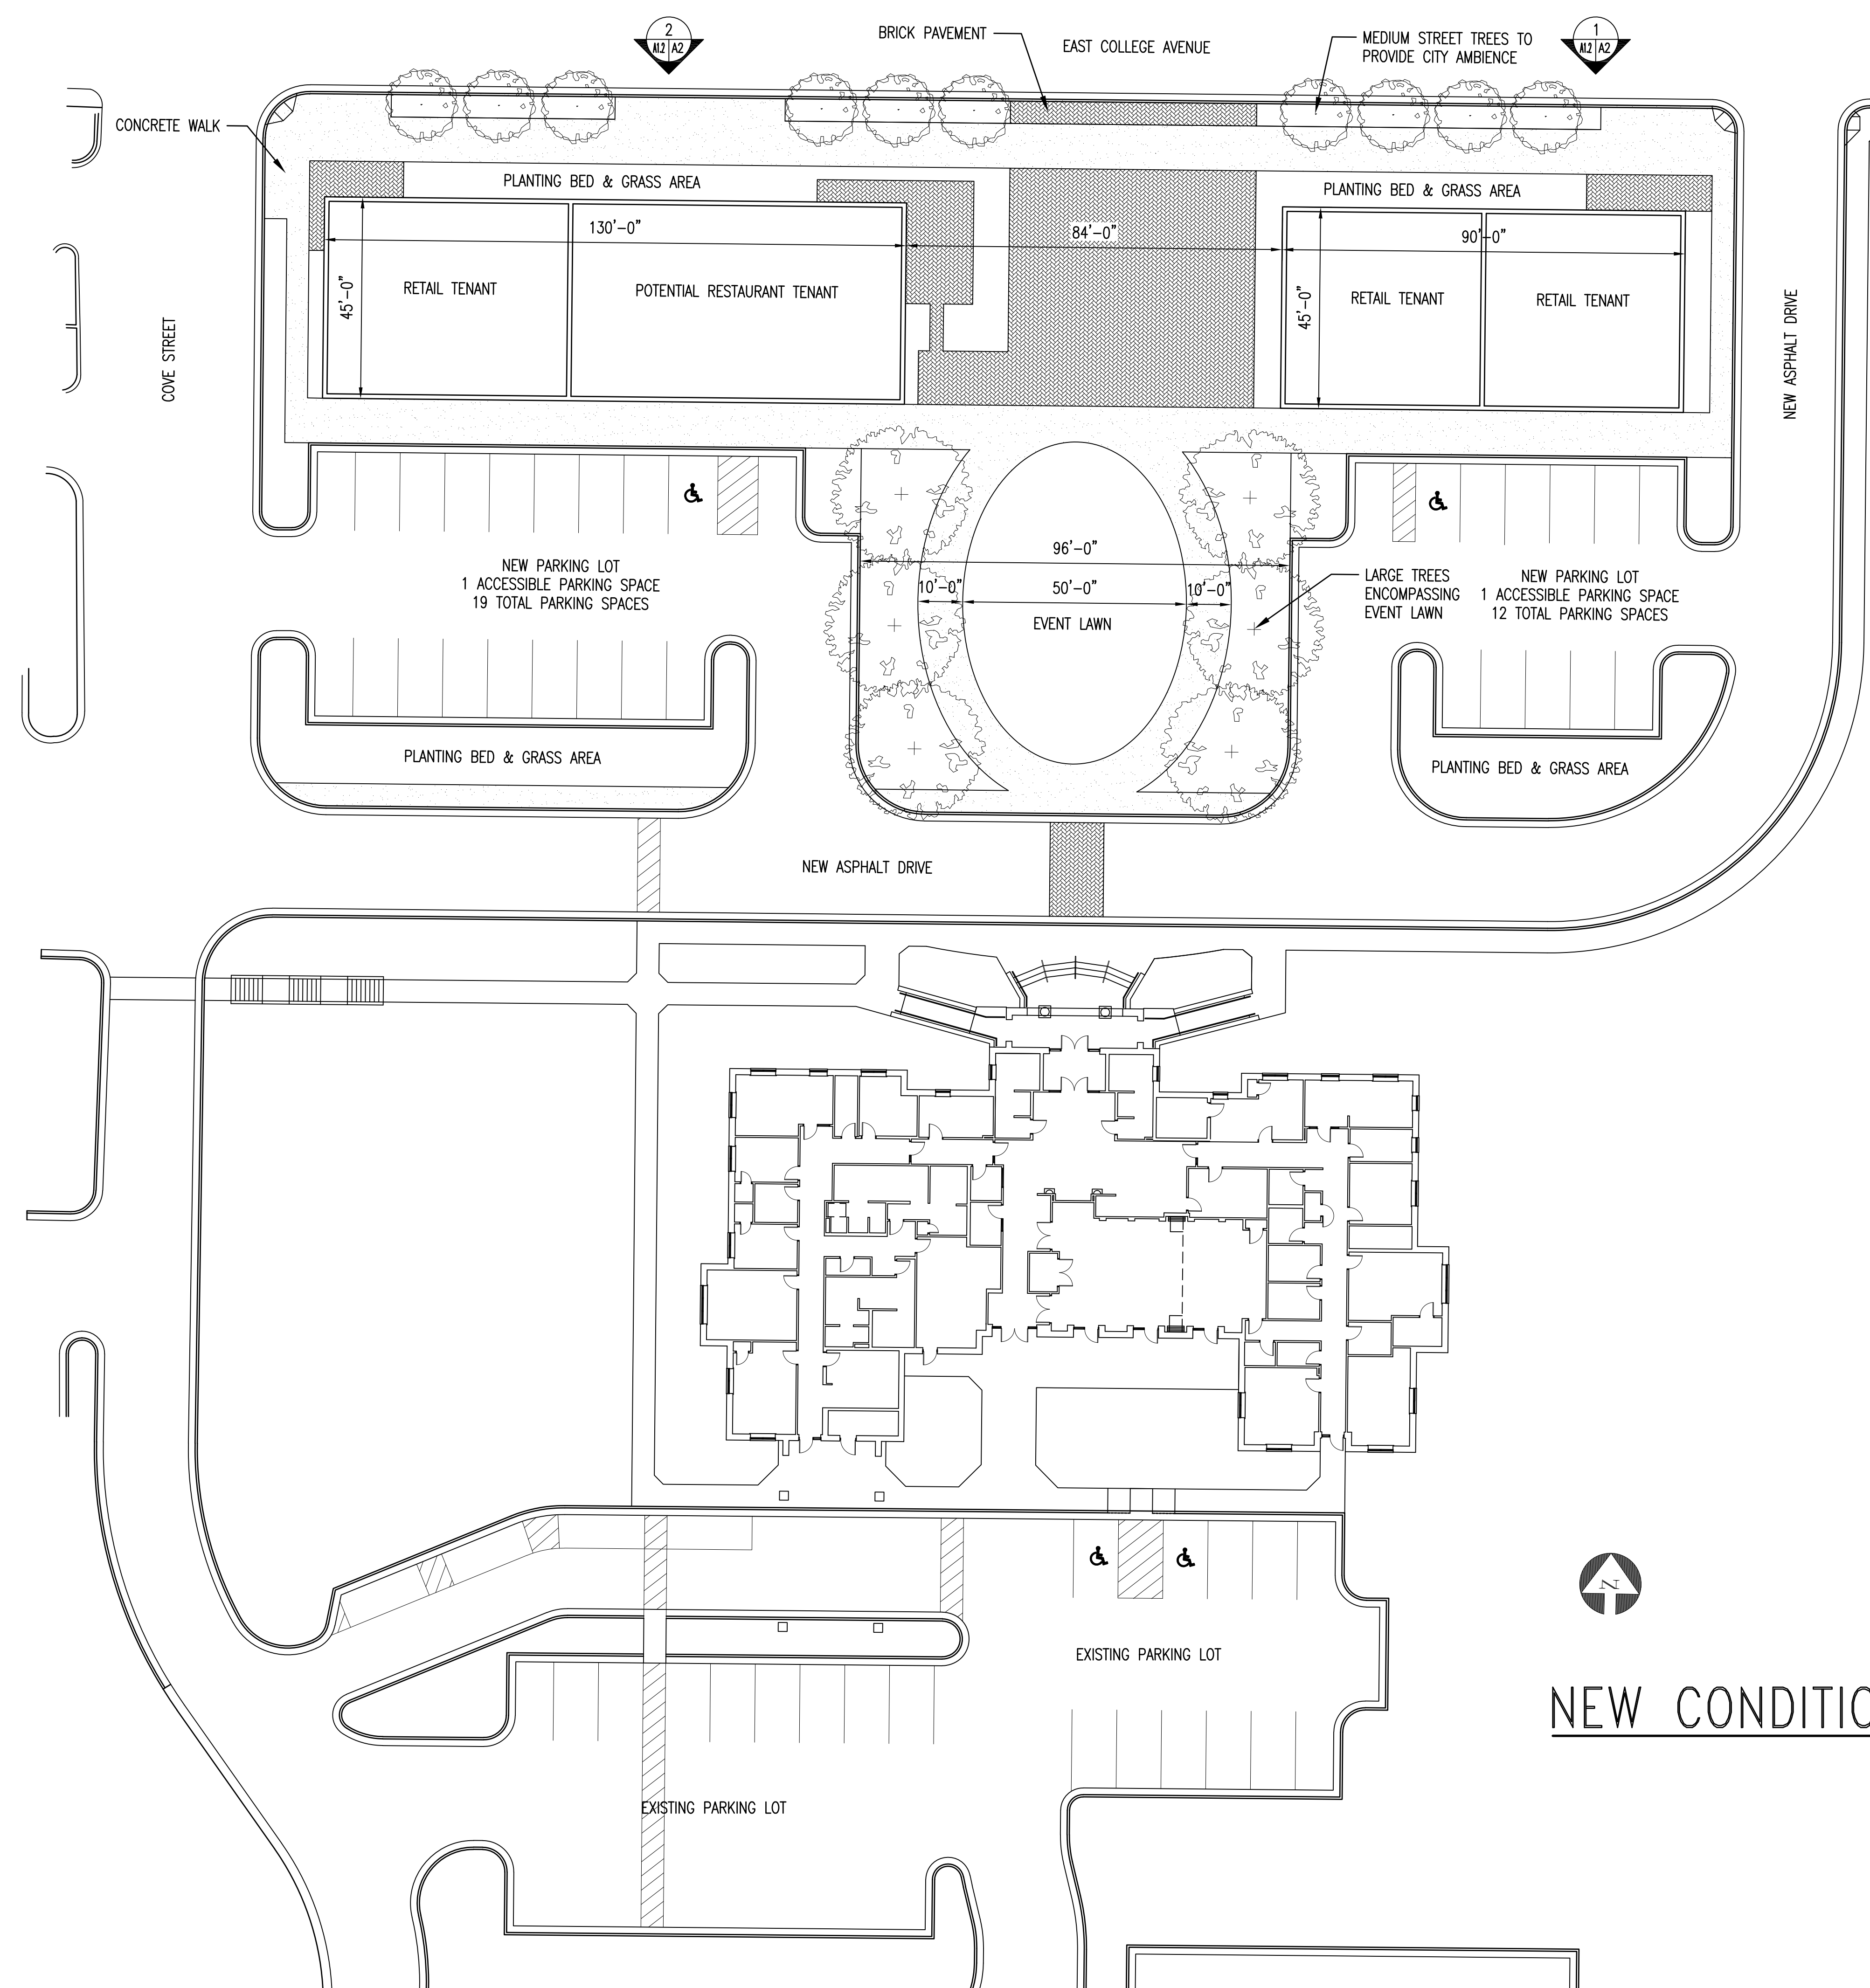 2
A1.2 A2
BRICK PAVEMENT
EAST COLLEGE AVENUE
MEDIUM STREET TREES TO
PROVIDE CITY AMBIENCE
1
A1.2 A2
CONCRETE WALK
PLANTING BED & GRASS AREA
PLANTING BED & GRASS AREA
130'-0"
84'-0"
90'-0"
45'-0"
RETAIL TENANT
POTENTIAL RESTAURANT TENANT
45'-0"
RETAIL TENANT
RETAIL TENANT
COVE STREET
NEW ASPHALT DRIVE
NEW PARKING LOT
1 ACCESSIBLE PARKING SPACE
19 TOTAL PARKING SPACES
96'-0"
10'-0"
50'-0"
10'-0"
EVENT LAWN
LARGE TREES
ENCOMPASSING
EVENT LAWN
NEW PARKING LOT
1 ACCESSIBLE PARKING SPACE
12 TOTAL PARKING SPACES
PLANTING BED & GRASS AREA
PLANTING BED & GRASS AREA
NEW ASPHALT DRIVE
N
EXISTING PARKING LOT
NEW CONDITIO
EXISTING PARKING LOT